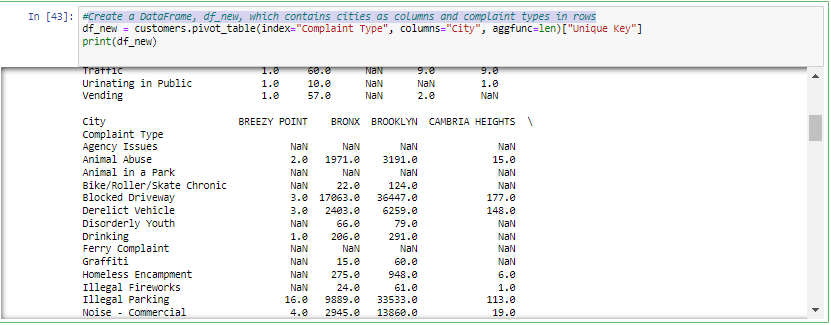 In [43]: #Create a DataFrame, df_new, which contains cities as columns and complaint types in rows
df_new = customers.pivot_table(index="Complaint Type", columns="City", aggfunc=len)["Unique Key"]
print(df_new)
Traffic 1.0 60.0 NaN 9.0 9.0
Urinating in Public 1.0 10.0 NaN NaN 1.0
Vending 1.0 57.0 NaN 2.0 NaN
City BREEZY POINT BRONX BROOKLYN CAMBRIA HEIGHTS \
Complaint Type
Agency Issues NaN NaN NaN NaN
Animal Abuse 2.0 1971.0 3191.0 15.0
Animal in a Park NaN NaN NaN NaN
Bike/Roller/Skate Chronic NaN 22.0 124.0 NaN
Blocked Driveway 3.0 17063.0 36447.0 177.0
Derelict Vehicle 3.0 2403.0 6259.0 148.0
Disorderly Youth NaN 66.0 79.0 NaN
Drinking 1.0 206.0 291.0 NaN
Ferry Complaint NaN NaN NaN NaN
Graffiti NaN 15.0 60.0 NaN
Homeless Encampment NaN 275.0 948.0 6.0
Illegal Fireworks NaN 24.0 61.0 1.0
Illegal Parking 16.0 9889.0 33533.0 113.0
Noise - Commercial 4.0 2945.0 13860.0 19.0